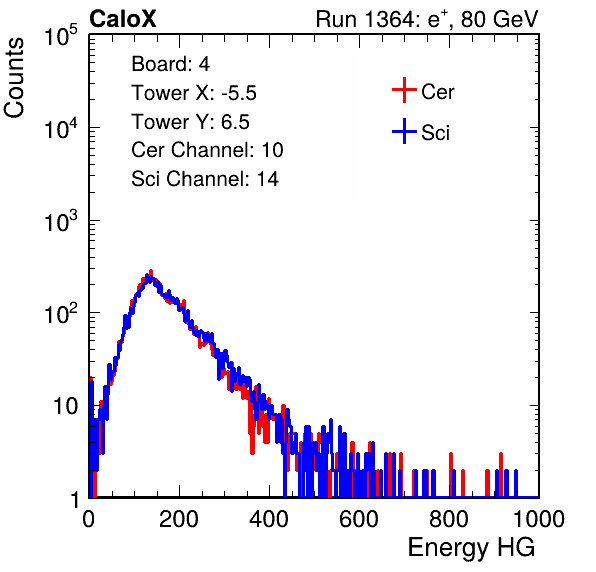 CaloX Run 1364: e⁺, 80 GeV
Counts
10⁵
10⁴
10³
10²
10
1
Board: 4
Tower X: -5.5
Tower Y: 6.5
Cer Channel: 10
Sci Channel: 14
Cer
Sci
0 200 400 600 800 1000
Energy HG